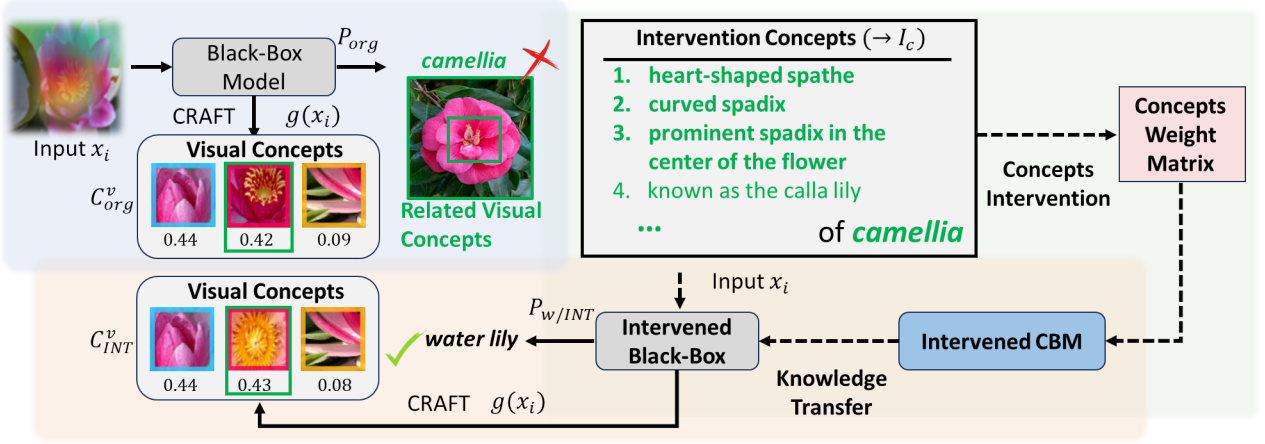 Black-Box
Model
P_org
camellia
Input x_i
CRAFT g(x_i)
Visual Concepts
C^v_org
0.44 0.42 0.09
Related Visual
Concepts
Intervention Concepts (→ I_c)
1. heart-shaped spathe
2. curved spadix
3. prominent spadix in the
center of the flower
4. known as the calla lily
...
of camellia
Concepts
Intervention
Concepts
Weight
Matrix
Input x_i
Intervened
Black-Box
Intervened CBM
Knowledge
Transfer
P_w/INT
water lily
Visual Concepts
C^v_INT
0.44 0.43 0.08
CRAFT g(x_i)